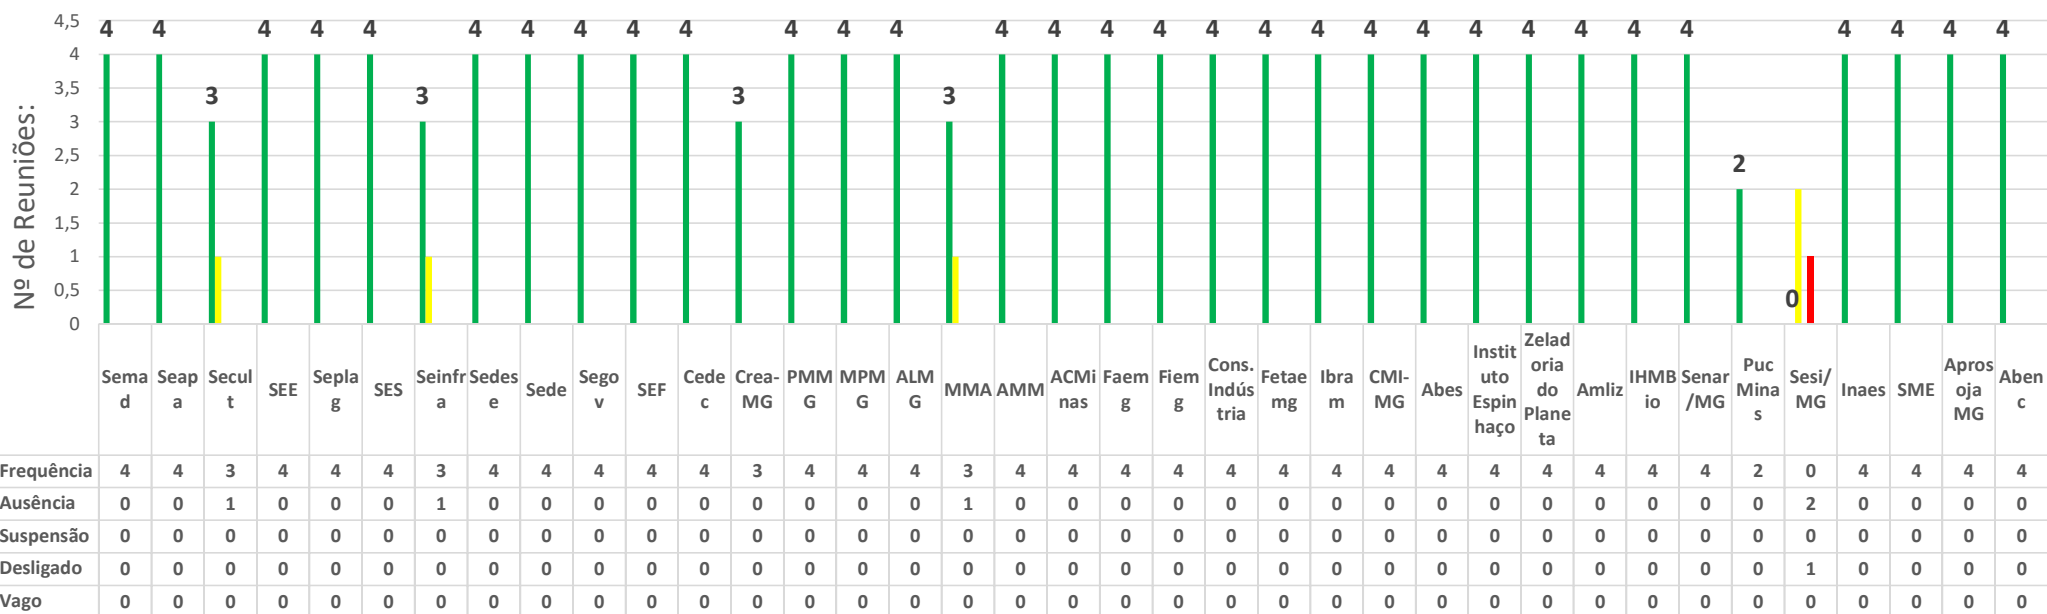 Nº de Reuniões:
4,5
4
3,5
3
2,5
2
1,5
1
0,5
0
4 4 3 4 4 4 3 4 4 4 4 4 3 4 4 4 3 4 4 4 4 4 4 4 4 4 4 4 4 4 4 2 0 4 4 4 4
Semad Seapa Secult SEE Seplag SES Seinfra Sedese Sede Segov SEF Cedec Crea-MG PMMG MPMG ALMG MMA AMM ACMinas Faemg Fiemg Cons. Indústria Fetaemg Ibram CMI-MG Abes Instituto Espinhaço Zeladoria do Planeta Amliz IHMBio Senar/MG Puc Minas Sesi/MG Inaes SME Aprosoja MG Abenc
Frequência 4 4 3 4 4 4 3 4 4 4 4 4 3 4 4 4 3 4 4 4 4 4 4 4 4 4 4 4 4 4 4 2 0 4 4 4 4
Ausência 0 0 1 0 0 0 1 0 0 0 0 0 0 0 0 0 1 0 0 0 0 0 0 0 0 0 0 0 0 0 0 0 2 0 0 0 0
Suspensão 0 0 0 0 0 0 0 0 0 0 0 0 0 0 0 0 0 0 0 0 0 0 0 0 0 0 0 0 0 0 0 0 0 0 0 0 0
Desligado 0 0 0 0 0 0 0 0 0 0 0 0 0 0 0 0 0 0 0 0 0 0 0 0 0 0 0 0 0 0 0 0 1 0 0 0 0
Vago 0 0 0 0 0 0 0 0 0 0 0 0 0 0 0 0 0 0 0 0 0 0 0 0 0 0 0 0 0 0 0 0 0 0 0 0 0